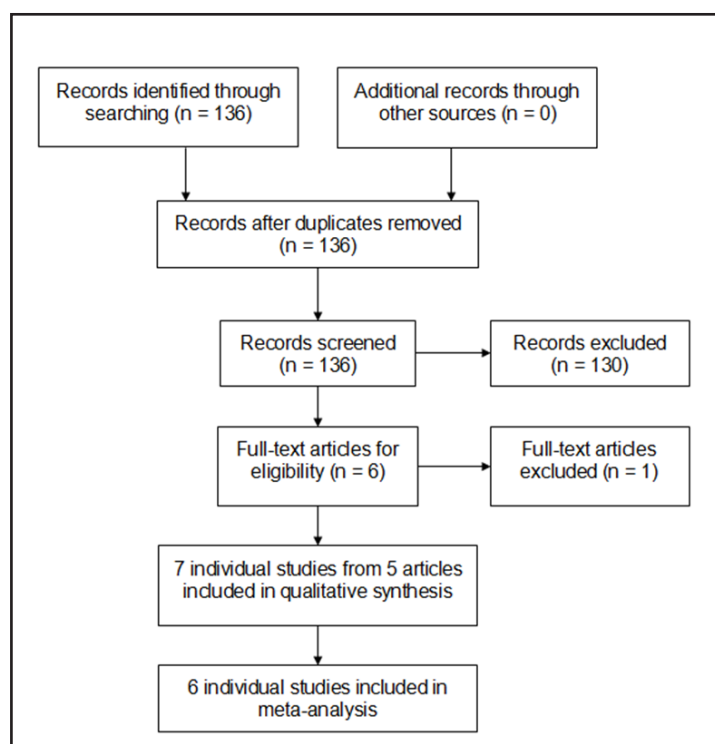 Records identified through
searching (n = 136)
Additional records through
other sources (n = 0)
Records after duplicates removed
(n = 136)
Records screened
(n = 136)
Records excluded
(n = 130)
Full-text articles for
eligibility (n = 6)
Full-text articles
excluded (n = 1)
7 individual studies from 5 articles
included in qualitative synthesis
6 individual studies included in
meta-analysis